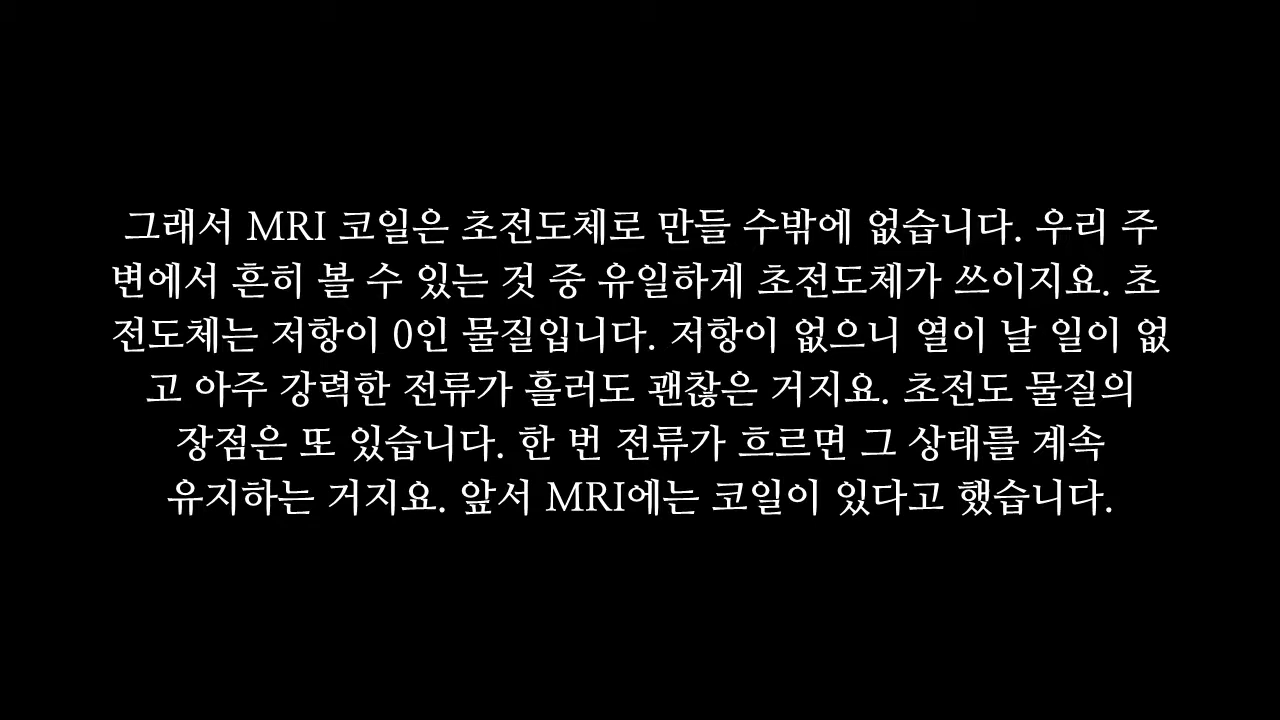 그래서 MRI 코일은 초전도체로 만들 수밖에 없습니다. 우리 주
변에서 흔히 볼 수 있는 것 중 유일하게 초전도체가 쓰이지요. 초
전도체는 저항이 0인 물질입니다. 저항이 없으니 열이 날 일이 없
고 아주 강력한 전류가 흘러도 괜찮은 거지요. 초전도 물질의
장점은 또 있습니다. 한 번 전류가 흐르면 그 상태를 계속
유지하는 거지요. 앞서 MRI에는 코일이 있다고 했습니다.